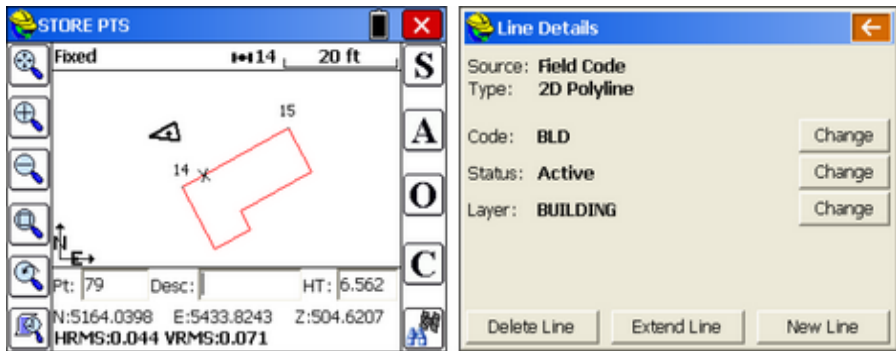 STORE PTS
Fixed
14
20 ft
S
15
A
14
O
N
E
C
Pt: 79 Desc: HT: 6.562
N:5164.0398 E:5433.8243 Z:504.6207
HRMS:0.044 VRMS:0.071
Line Details
Source: Field Code
Type: 2D Polyline
Code: BLD Change
Status: Active Change
Layer: BUILDING Change
Delete Line Extend Line New Line